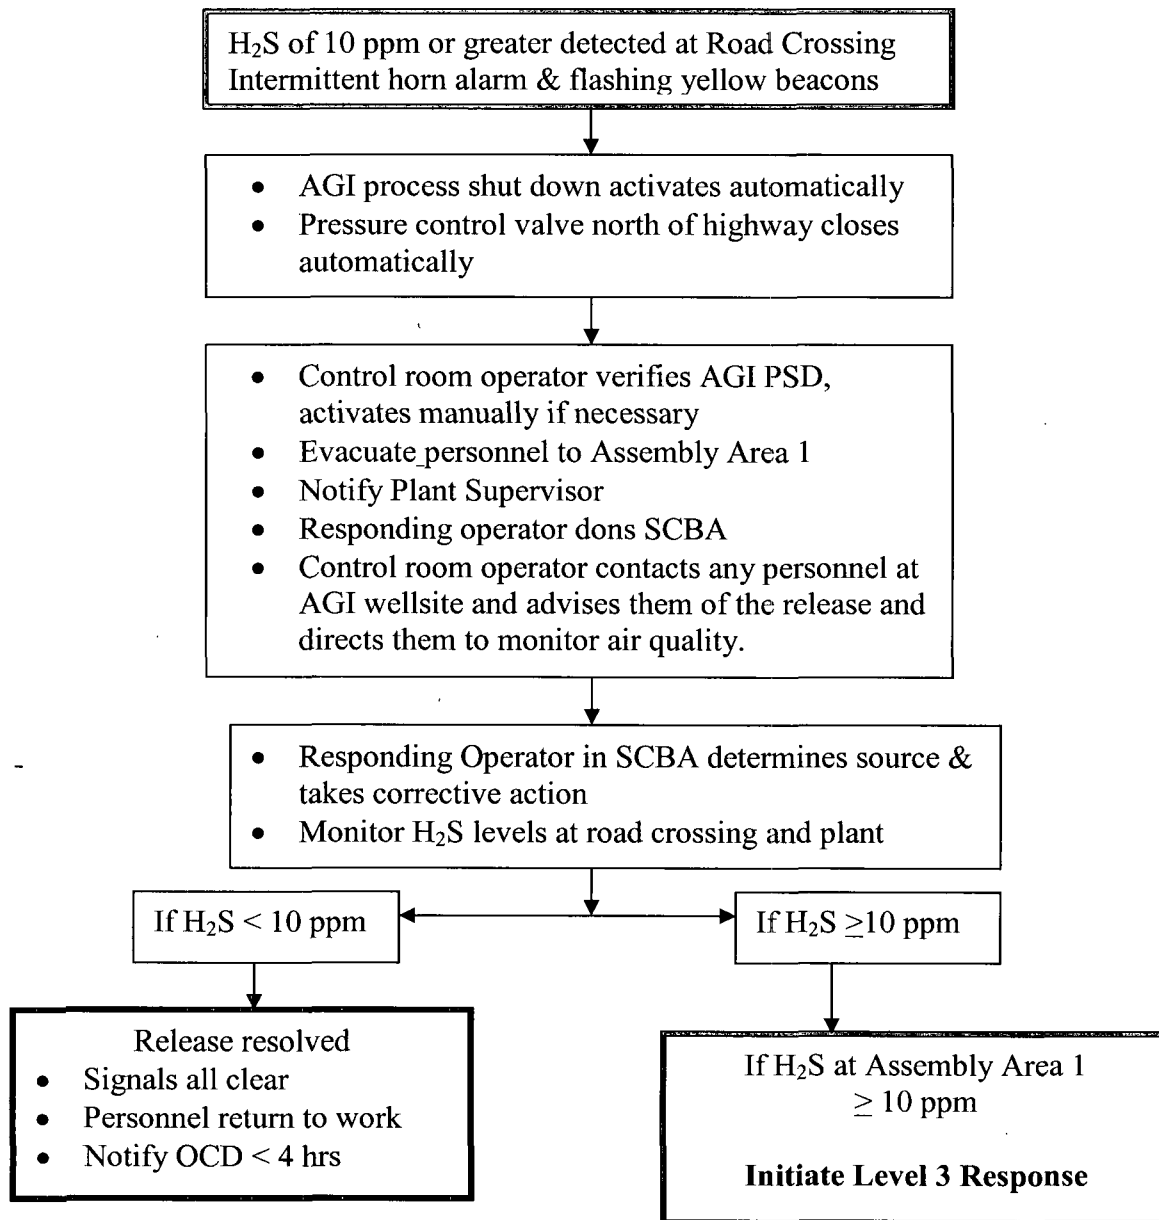 H₂S of 10 ppm or greater detected at Road Crossing
Intermittent horn alarm & flashing yellow beacons
• AGI process shut down activates automatically
• Pressure control valve north of highway closes
automatically
• Control room operator verifies AGI PSD,
activates manually if necessary
• Evacuate personnel to Assembly Area 1
• Notify Plant Supervisor
• Responding operator dons SCBA
• Control room operator contacts any personnel at
AGI wellsite and advises them of the release and
directs them to monitor air quality.
• Responding Operator in SCBA determines source &
takes corrective action
• Monitor H₂S levels at road crossing and plant
If H₂S < 10 ppm
If H₂S ≥10 ppm
Release resolved
• Signals all clear
• Personnel return to work
• Notify OCD < 4 hrs
If H₂S at Assembly Area 1
≥ 10 ppm
Initiate Level 3 Response